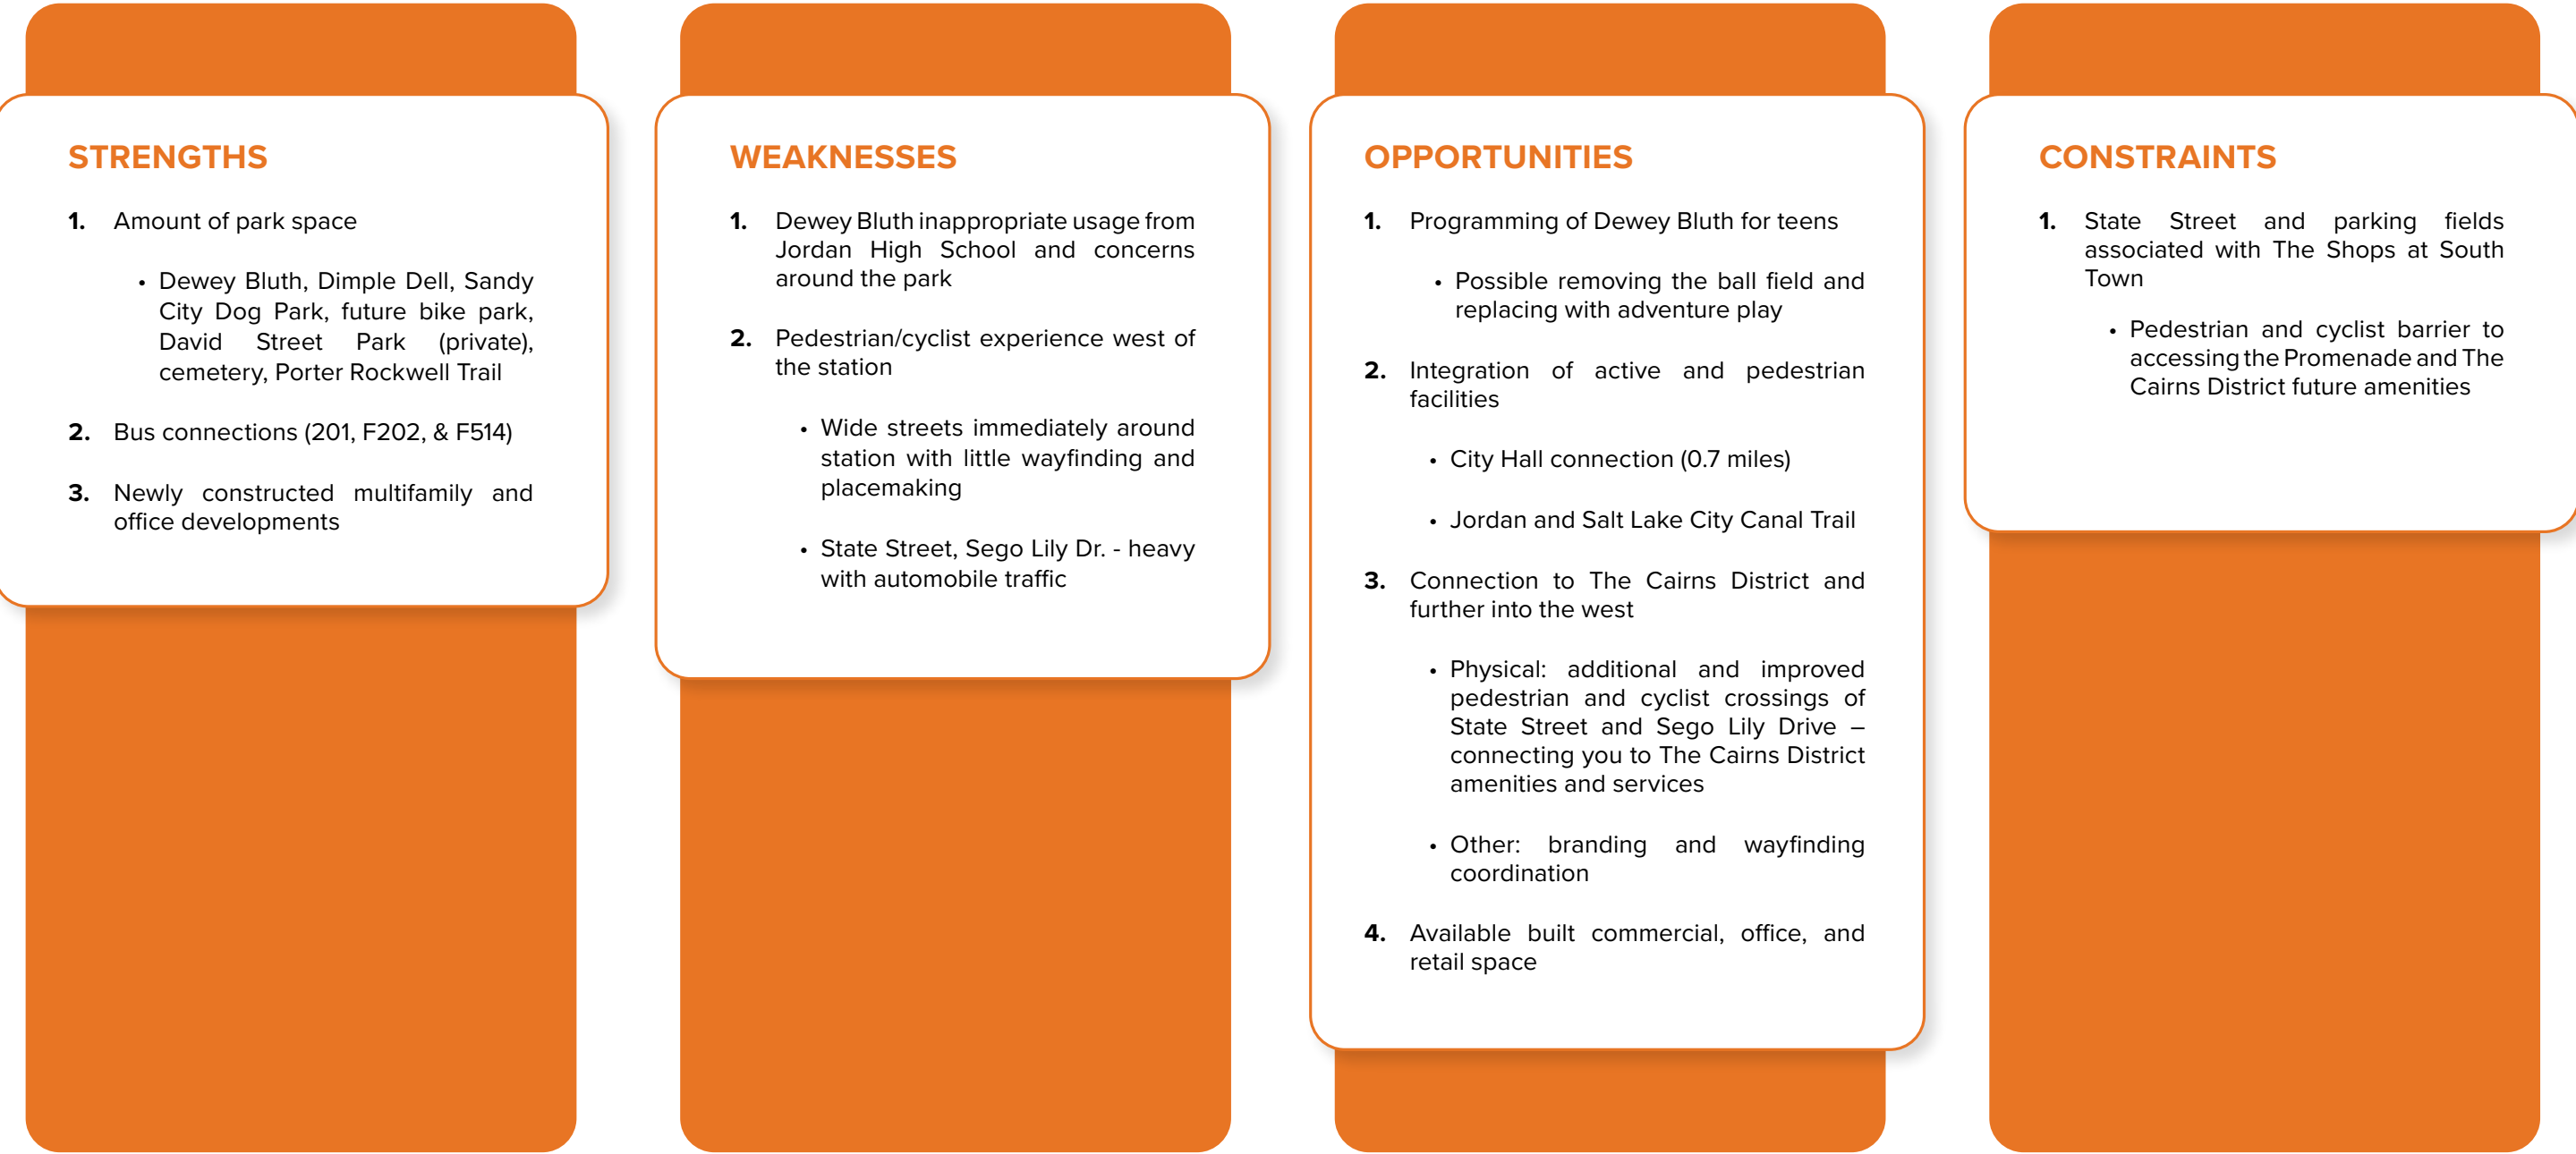 STRENGTHS
1. Amount of park space
• Dewey Bluth, Dimple Dell, Sandy
City Dog Park, future bike park,
David Street Park (private),
cemetery, Porter Rockwell Trail
2. Bus connections (201, F202, & F514)
3. Newly constructed multifamily and
office developments
WEAKNESSES
1. Dewey Bluth inappropriate usage from
Jordan High School and concerns
around the park
2. Pedestrian/cyclist experience west of
the station
• Wide streets immediately around
station with little wayfinding and
placemaking
• State Street, Sego Lily Dr. - heavy
with automobile traffic
OPPORTUNITIES
1. Programming of Dewey Bluth for teens
• Possible removing the ball field and
replacing with adventure play
2. Integration of active and pedestrian
facilities
• City Hall connection (0.7 miles)
• Jordan and Salt Lake City Canal Trail
3. Connection to The Cairns District and
further into the west
• Physical: additional and improved
pedestrian and cyclist crossings of
State Street and Sego Lily Drive –
connecting you to The Cairns District
amenities and services
• Other: branding and wayfinding
coordination
4. Available built commercial, office, and
retail space
CONSTRAINTS
1. State Street and parking fields
associated with The Shops at South
Town
• Pedestrian and cyclist barrier to
accessing the Promenade and The
Cairns District future amenities